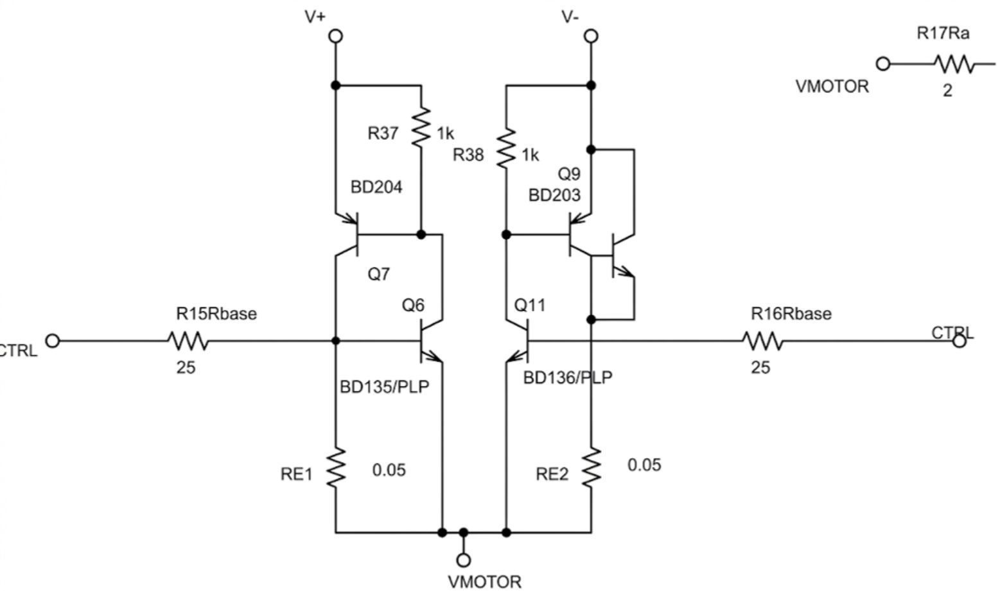 V+
V-
R17Ra
VMOTOR
2
R37
1k
R38
1k
Q9
BD203
BD204
Q7
Q6
Q11
R15Rbase
R16Rbase
CTRL
CTRL
25
25
BD135/PLP
BD136/PLP
RE1
0.05
RE2
0.05
VMOTOR